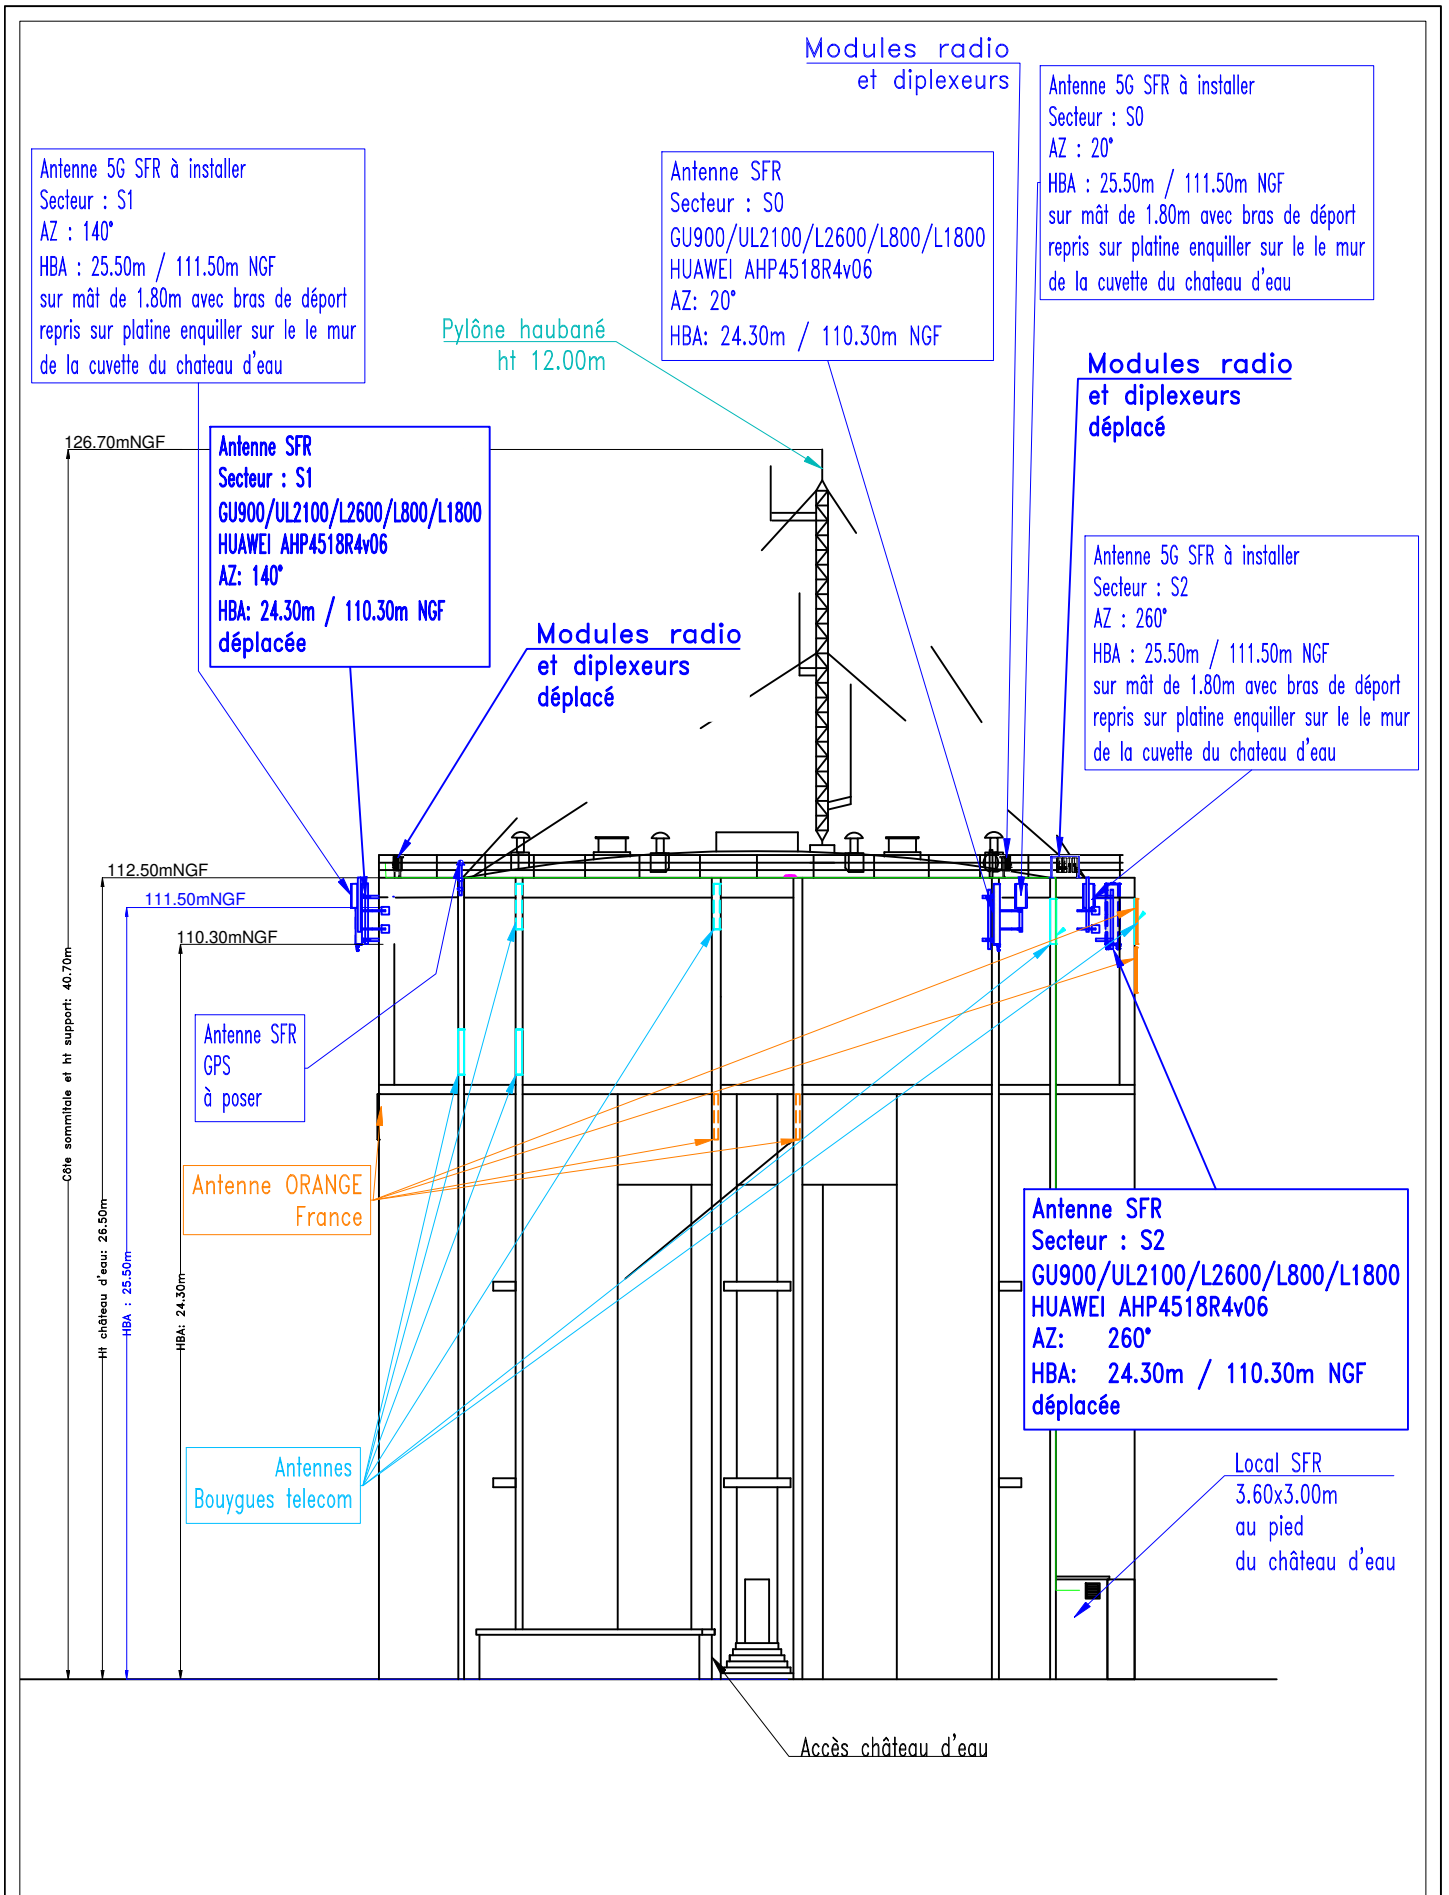 Modules radio
et diplexeurs
Antenne 5G SFR à installer
Secteur : S0
AZ : 20°
HBA : 25.50m / 111.50m NGF
sur mât de 1.80m avec bras de déport
repris sur platine enquiller sur le le mur
de la cuvette du chateau d'eau
Antenne 5G SFR à installer
Secteur : S1
AZ : 140°
HBA : 25.50m / 111.50m NGF
sur mât de 1.80m avec bras de déport
repris sur platine enquiller sur le le mur
de la cuvette du chateau d'eau
Antenne SFR
Secteur : S0
GU900/UL2100/L2600/L800/L1800
HUAWEI AHP4518R4v06
AZ: 20°
HBA: 24.30m / 110.30m NGF
Pylône haubané
ht 12.00m
Modules radio
et diplexeurs
déplacé
126.70mNGF
Antenne SFR
Secteur : S1
GU900/UL2100/L2600/L800/L1800
HUAWEI AHP4518R4v06
AZ: 140°
HBA: 24.30m / 110.30m NGF
déplacée
Modules radio
et diplexeurs
déplacé
Antenne 5G SFR à installer
Secteur : S2
AZ : 260°
HBA : 25.50m / 111.50m NGF
sur mât de 1.80m avec bras de déport
repris sur platine enquiller sur le le mur
de la cuvette du chateau d'eau
112.50mNGF
111.50mNGF
110.30mNGF
Côte sommitale et ht support: 40.70m
Ht château d'eau: 26.50m
HBA : 25.50m
HBA: 24.30m
Antenne SFR
GPS
à poser
Antenne ORANGE
France
Antenne SFR
Secteur : S2
GU900/UL2100/L2600/L800/L1800
HUAWEI AHP4518R4v06
AZ: 260°
HBA: 24.30m / 110.30m NGF
déplacée
Antennes
Bouygues telecom
Local SFR
3.60x3.00m
au pied
du château d'eau
Accès château d'eau